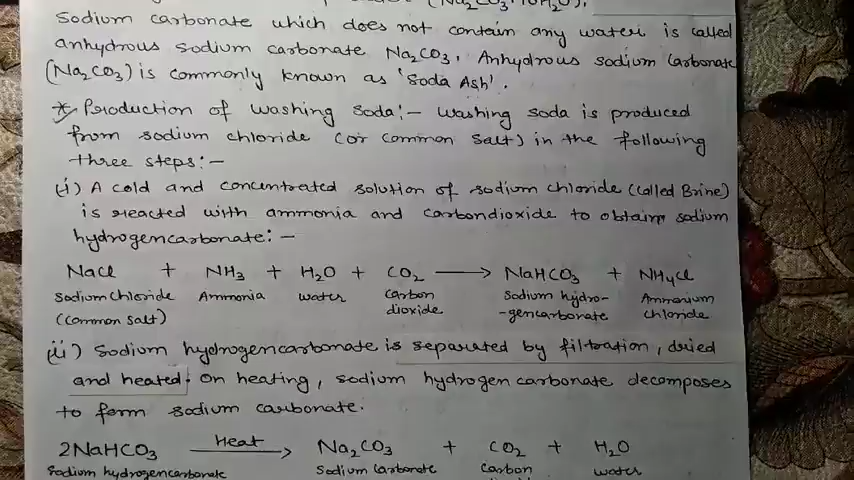 (Na₂CO₃.10H₂O).
Sodium carbonate which does not contain any water is called
anhydrous sodium carbonate Na₂CO₃. Anhydrous sodium carbonate
(Na₂CO₃) is commonly known as 'Soda Ash'.
* Production of washing soda:- Washing soda is produced
from sodium chloride (or common salt) in the following
three steps:-
(i) A cold and concentrated solution of sodium chloride (called Brine)
is reacted with ammonia and carbondioxide to obtain sodium
hydrogencarbonate:-
NaCl + NH₃ + H₂O + CO₂ ⟶ NaHCO₃ + NH₄Cl
Sodium chloride Ammonia water carbon Sodium hydro- Ammonium
(common salt) dioxide -gencarbonate chloride
(ii) Sodium hydrogencarbonate is separated by filtration, dried
and heated. On heating, sodium hydrogen carbonate decomposes
to form sodium carbonate.
2NaHCO₃ Heat⟶ Na₂CO₃ + CO₂ + H₂O
Sodium hydrogencarbonate Sodium carbonate carbon water